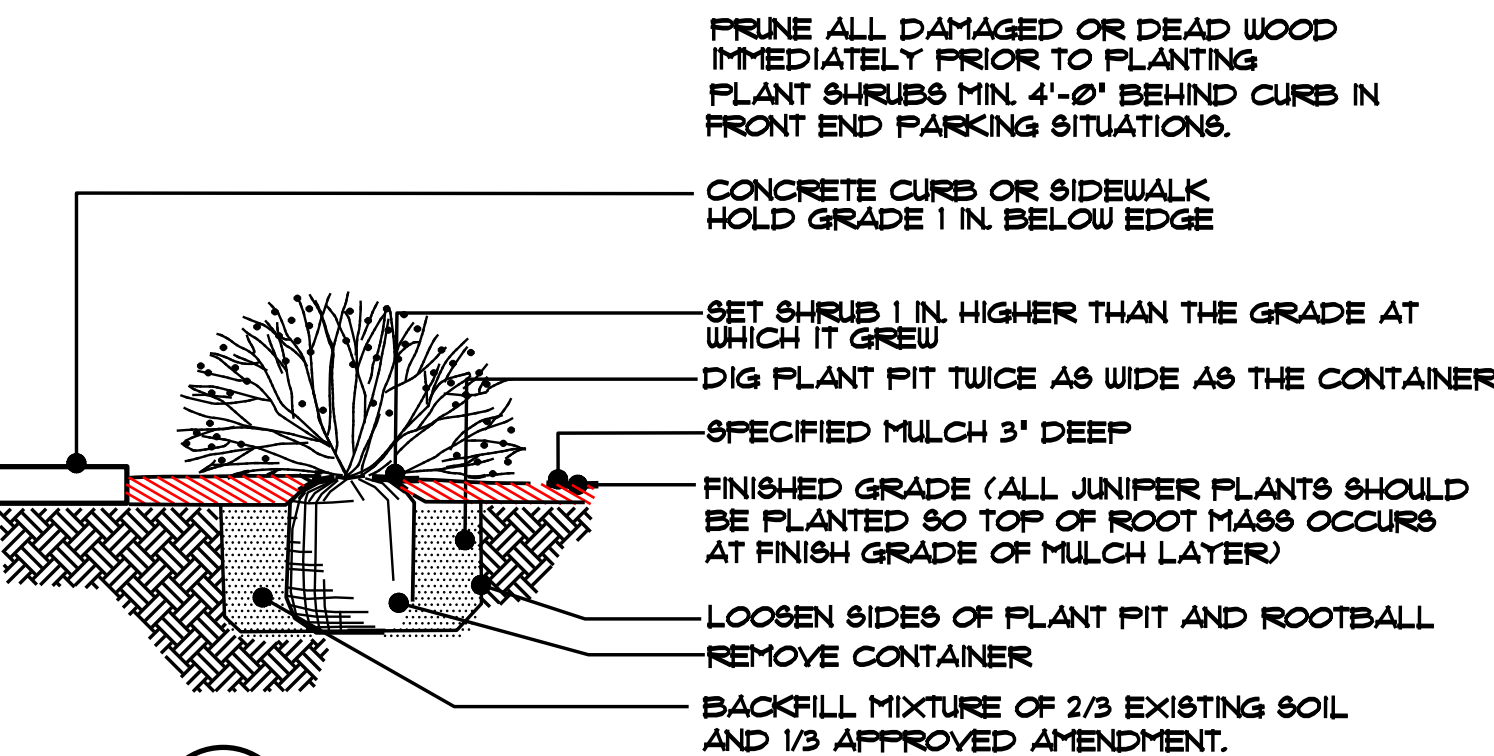 PRUNE ALL DAMAGED OR DEAD WOOD
IMMEDIATELY PRIOR TO PLANTING
PLANT SHRUBS MIN. 4'-0" BEHIND CURB IN
FRONT END PARKING SITUATIONS.
CONCRETE CURB OR SIDEWALK
HOLD GRADE 1 IN. BELOW EDGE
SET SHRUB 1 IN. HIGHER THAN THE GRADE AT
WHICH IT GREW
DIG PLANT PIT TWICE AS WIDE AS THE CONTAINER
SPECIFIED MULCH 3" DEEP
FINISHED GRADE (ALL JUNIPER PLANTS SHOULD
BE PLANTED SO TOP OF ROOT MASS OCCURS
AT FINISH GRADE OF MULCH LAYER)
LOOSEN SIDES OF PLANT PIT AND ROOTBALL
REMOVE CONTAINER
BACKFILL MIXTURE OF 2/3 EXISTING SOIL
AND 1/3 APPROVED AMENDMENT.